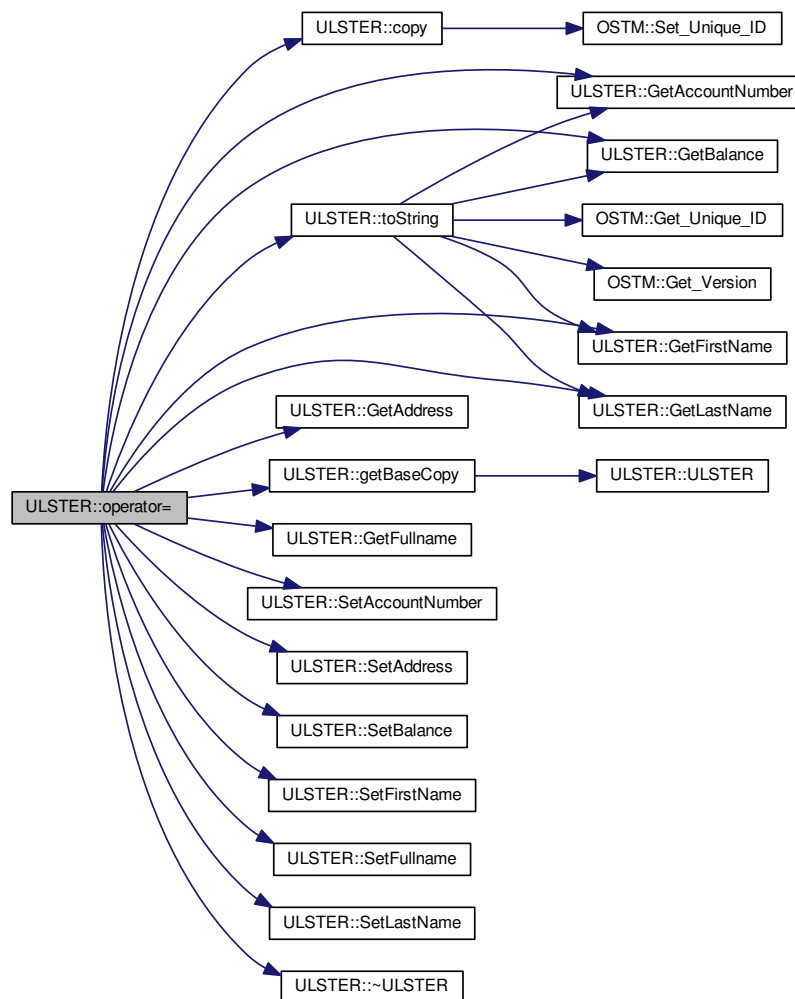 ULSTER::copy
OSTM::Set_Unique_ID
ULSTER::GetAccountNumber
ULSTER::GetBalance
ULSTER::toString
OSTM::Get_Unique_ID
OSTM::Get_Version
ULSTER::GetFirstName
ULSTER::GetAddress
ULSTER::GetLastName
ULSTER::getBaseCopy
ULSTER::ULSTER
ULSTER::operator=
ULSTER::GetFullname
ULSTER::SetAccountNumber
ULSTER::SetAddress
ULSTER::SetBalance
ULSTER::SetFirstName
ULSTER::SetFullname
ULSTER::SetLastName
ULSTER::~ULSTER